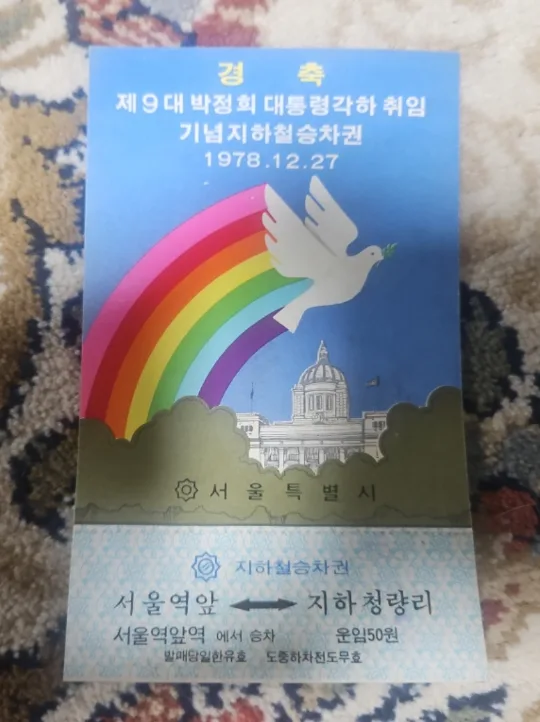 경 축
제9대 박정희 대통령각하 취임
기념지하철승차권
1978.12.27
서울특별시
지하철승차권
서울역앞 ↔ 지하청량리
서울역앞역 에서 승차 운임50원
발매당일한유효 도중하차전도무효